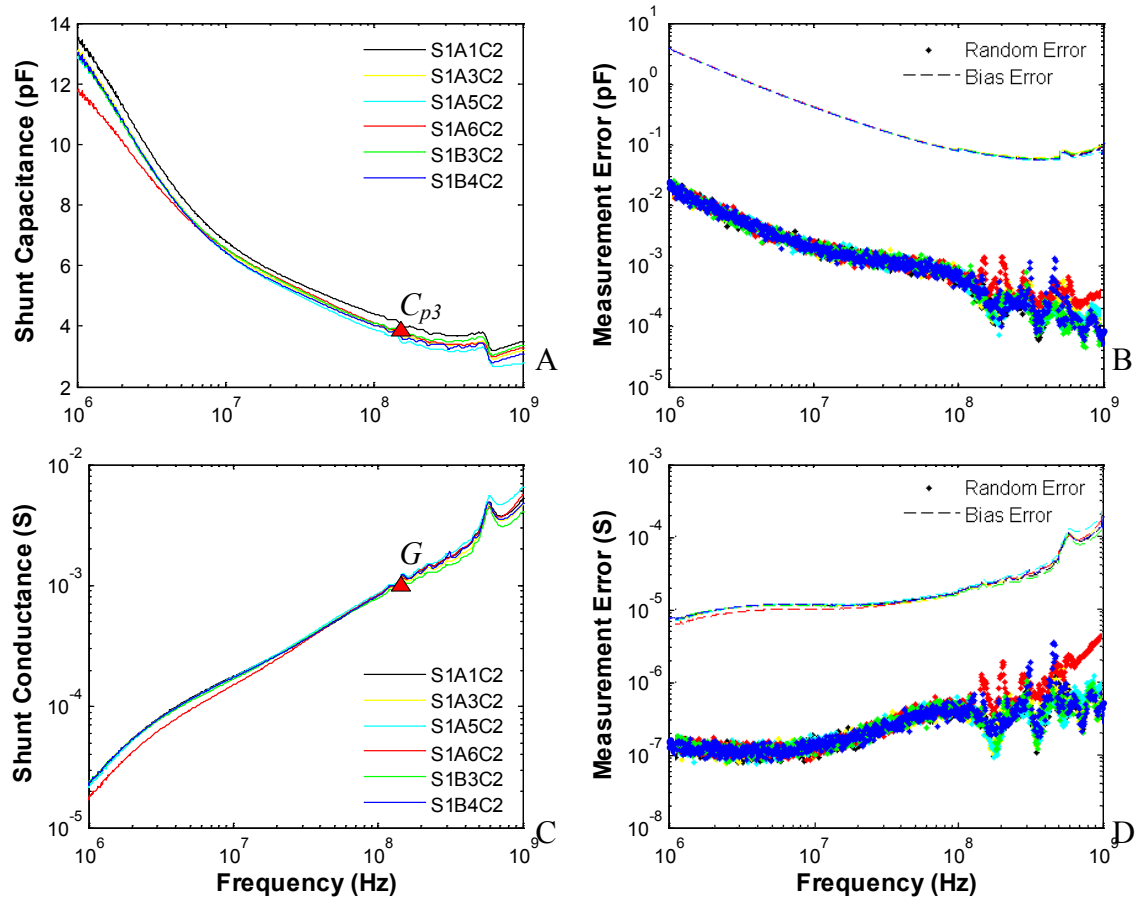 Shunt Capacitance (pF)
14
12
10
8
6
4
2
10^6
10^7
10^8
10^9
S1A1C2
S1A3C2
S1A5C2
S1A6C2
S1B3C2
S1B4C2
C_p3
A
Measurement Error (pF)
10^1
10^0
10^-1
10^-2
10^-3
10^-4
10^-5
10^6
10^7
10^8
10^9
Random Error
Bias Error
B
Shunt Conductance (S)
10^-2
10^-3
10^-4
10^-5
10^6
10^7
10^8
10^9
G
S1A1C2
S1A3C2
S1A5C2
S1A6C2
S1B3C2
S1B4C2
C
Frequency (Hz)
Measurement Error (S)
10^-3
10^-4
10^-5
10^-6
10^-7
10^-8
10^6
10^7
10^8
10^9
Random Error
Bias Error
D
Frequency (Hz)